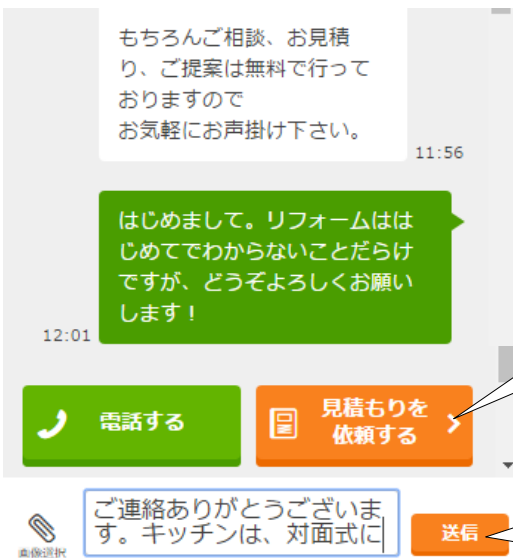 もちろんご相談、お見積
り、ご提案は無料で行って
おりますので
お気軽にお声掛け下さい。
11:56
はじめまして。リフォームはは
じめてでわからないことだらけ
ですが、どうぞよろしくお願い
します！
12:01
電話する
見積もりを
依頼する
画像選択
ご連絡ありがとうございま
す。キッチンは、対面式に
送信